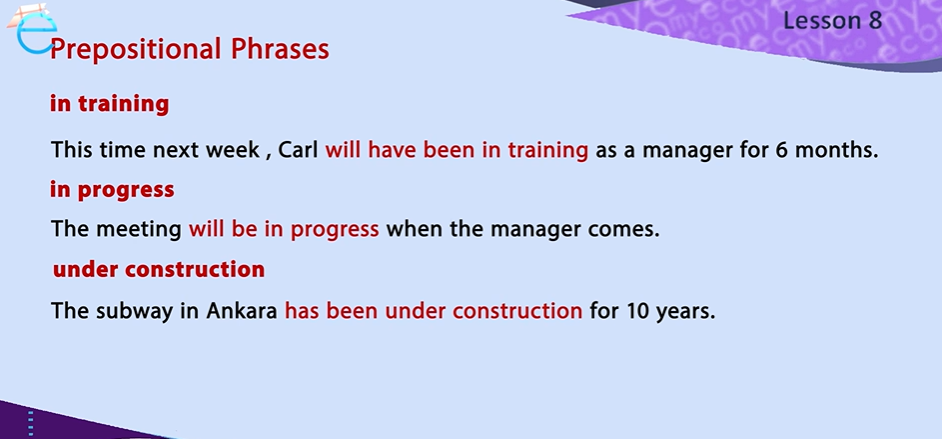 Lesson 8
Prepositional Phrases
in training
This time next week , Carl will have been in training as a manager for 6 months.
in progress
The meeting will be in progress when the manager comes.
under construction
The subway in Ankara has been under construction for 10 years.